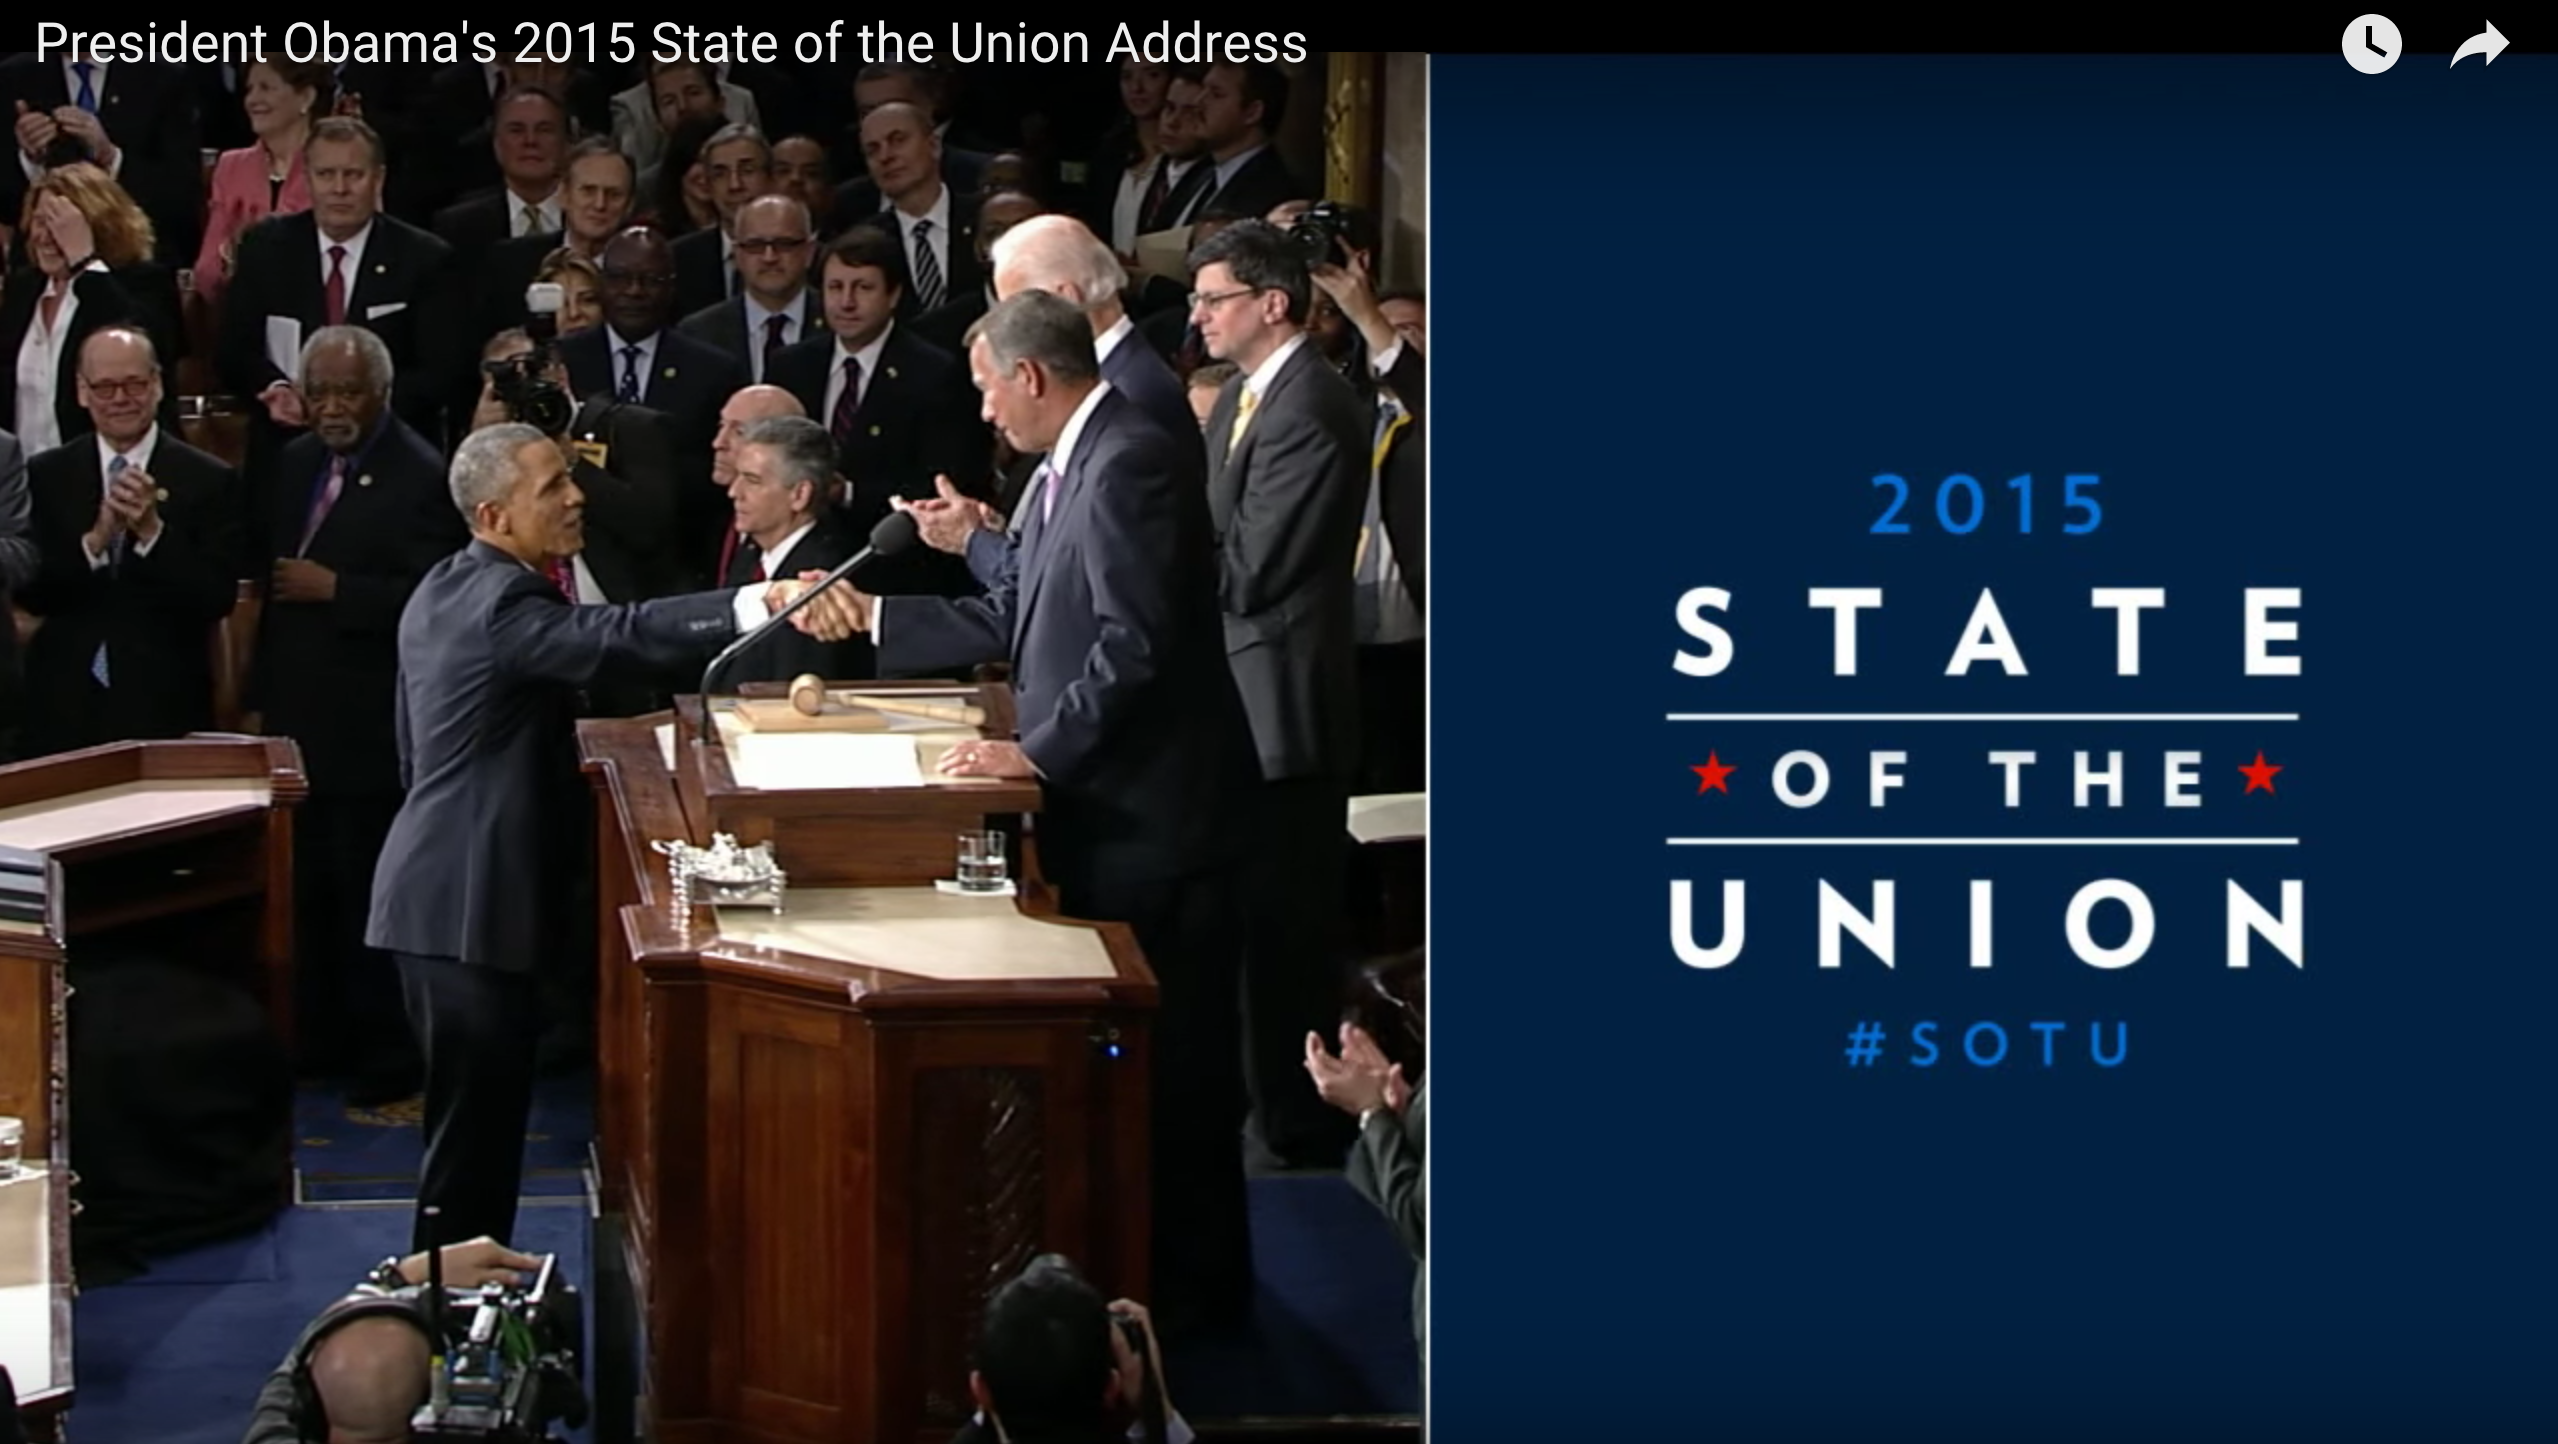 President Obama's 2015 State of the Union Address
2015
STATE
OF THE
UNION
#SOTU